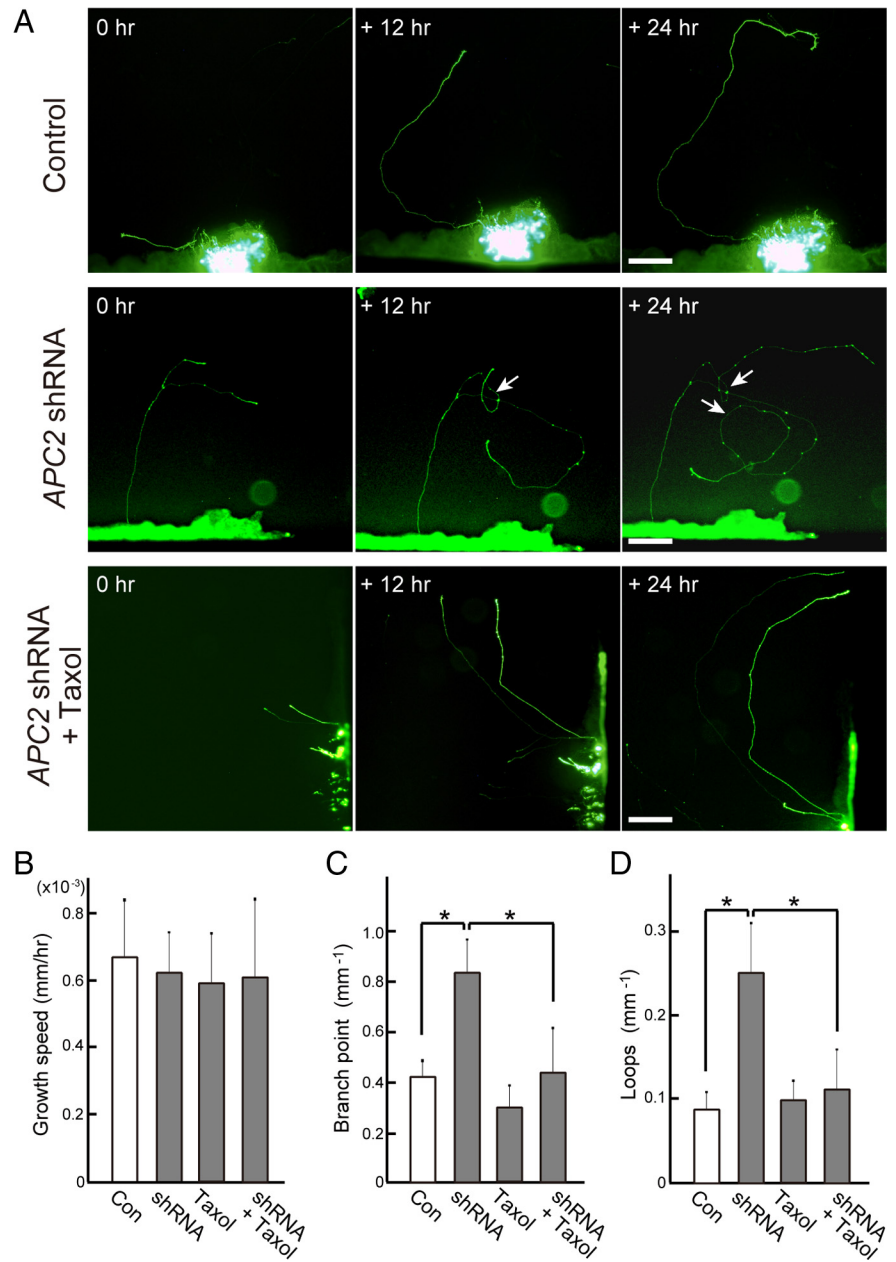 A
Control
0 hr
+ 12 hr
+ 24 hr
APC2 shRNA
0 hr
+ 12 hr
+ 24 hr
APC2 shRNA
+ Taxol
0 hr
+ 12 hr
+ 24 hr
B
(x10⁻³)
Growth speed (mm/hr)
0.8
0.6
0.4
0.2
0
Con
shRNA
Taxol
shRNA
+ Taxol
C
Branch point (mm⁻¹)
1.0
0.8
0.6
0.4
0.2
0
*
*
Con
shRNA
Taxol
shRNA
+ Taxol
D
Loops (mm⁻¹)
0.3
0.2
0.1
0
*
*
Con
shRNA
Taxol
shRNA
+ Taxol